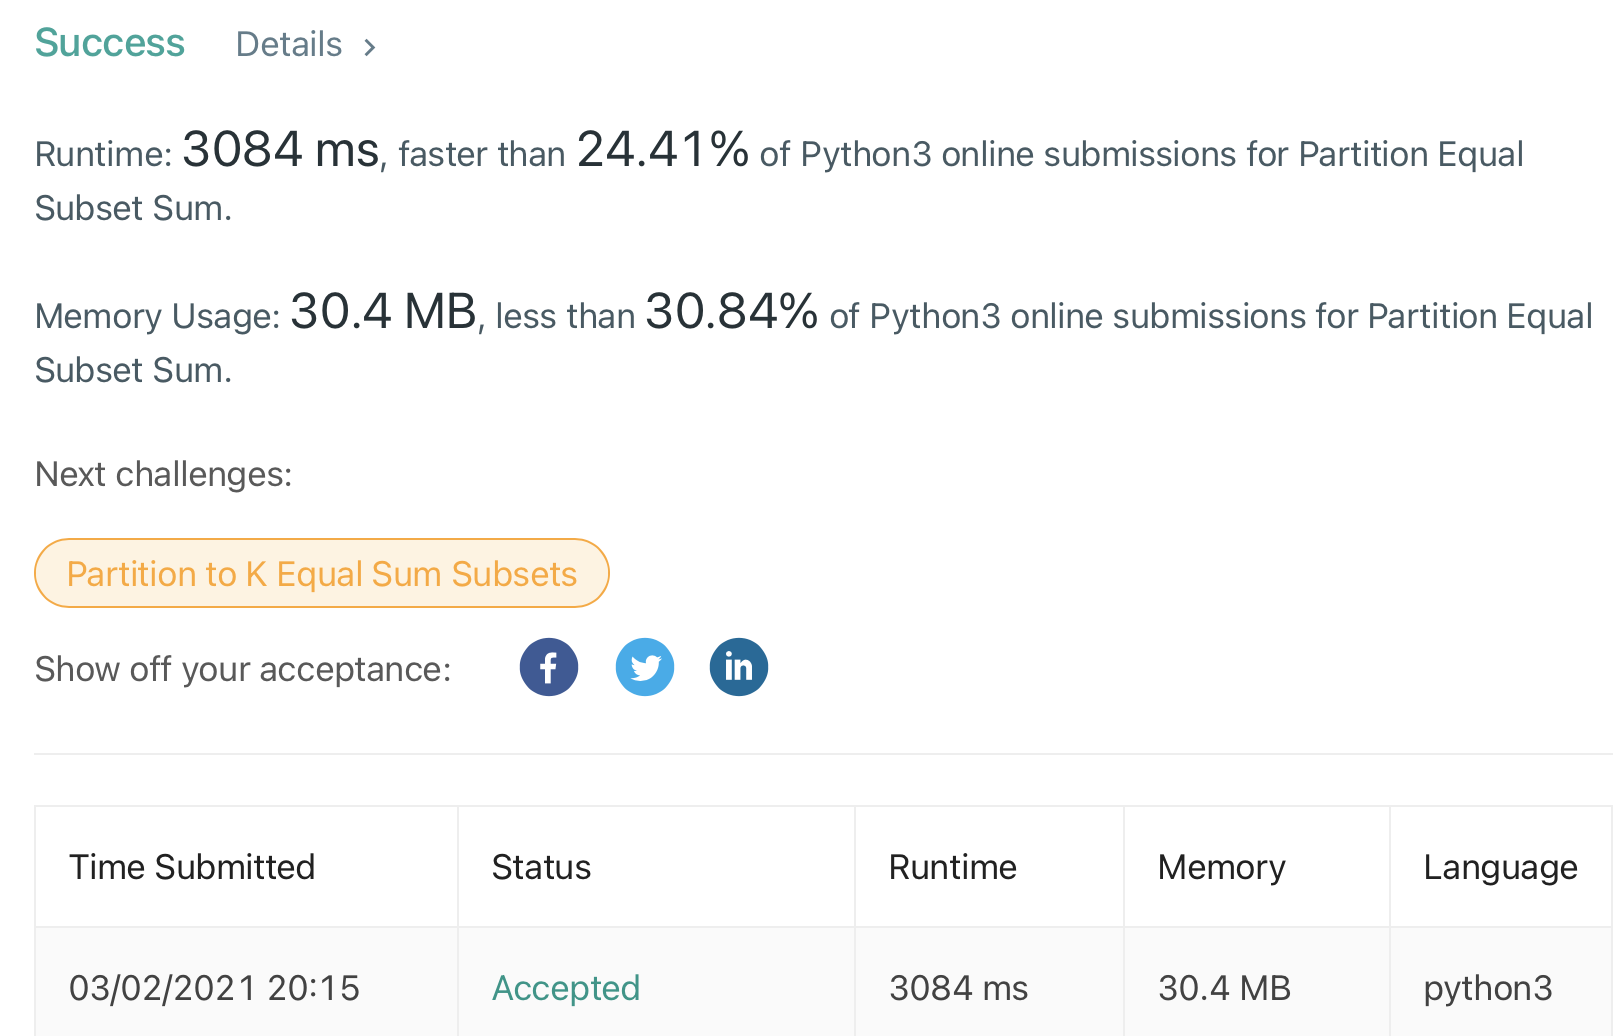 Success Details >
Runtime: 3084 ms, faster than 24.41% of Python3 online submissions for Partition Equal
Subset Sum.
Memory Usage: 30.4 MB, less than 30.84% of Python3 online submissions for Partition Equal
Subset Sum.
Next challenges:
Partition to K Equal Sum Subsets
Show off your acceptance: f in
Time Submitted Status Runtime Memory Language
03/02/2021 20:15 Accepted 3084 ms 30.4 MB python3